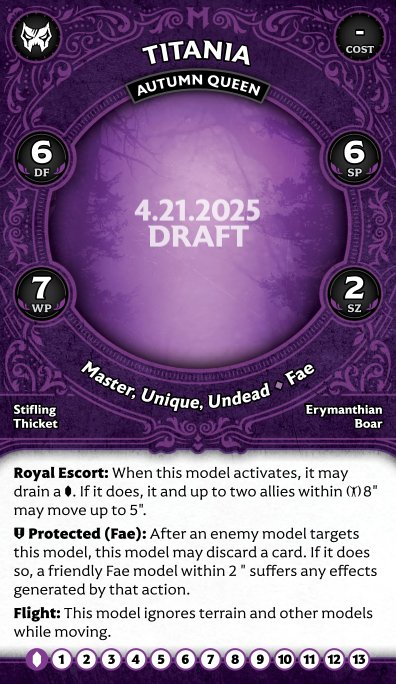 TITANIA
-
COST
AUTUMN QUEEN
6
DF
6
SP
4.21.2025
DRAFT
7
WP
2
SZ
Master, Unique, Undead ♦ Fae
Stifling
Thicket
Erymanthian
Boar
Royal Escort: When this model activates, it may
drain a . If it does, it and up to two allies within 8"
may move up to 5".
Protected (Fae): After an enemy model targets
this model, this model may discard a card. If it does
so, a friendly Fae model within 2 " suffers any effects
generated by that action.
Flight: This model ignores terrain and other models
while moving.
1 2 3 4 5 6 7 8 9 10 11 12 13